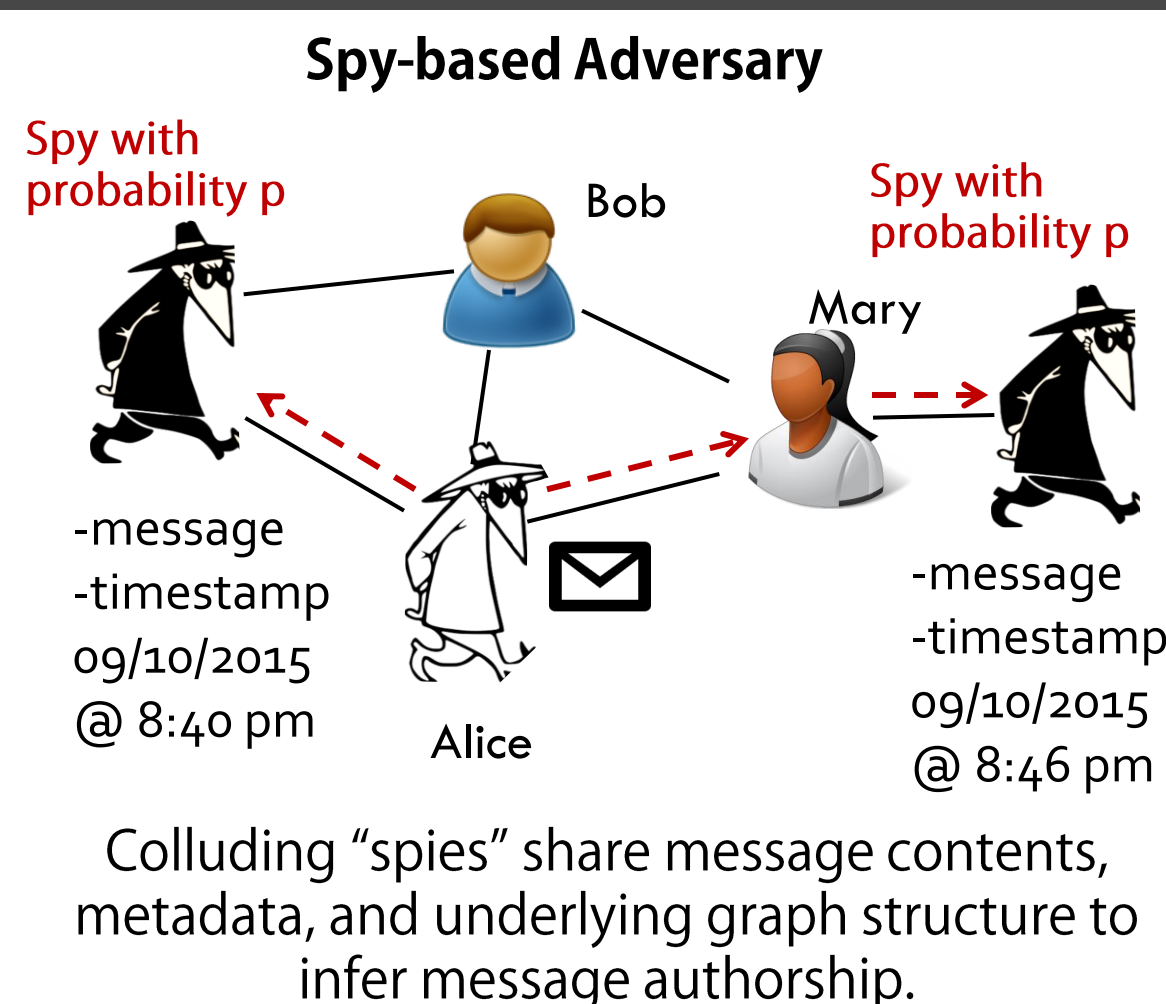 Spy-based Adversary
Spy with
probability p
Bob
Spy with
probability p
Mary
-message
-timestamp
09/10/2015
@ 8:40 pm
Alice
-message
-timestamp
09/10/2015
@ 8:46 pm
Colluding “spies” share message contents,
metadata, and underlying graph structure to
infer message authorship.